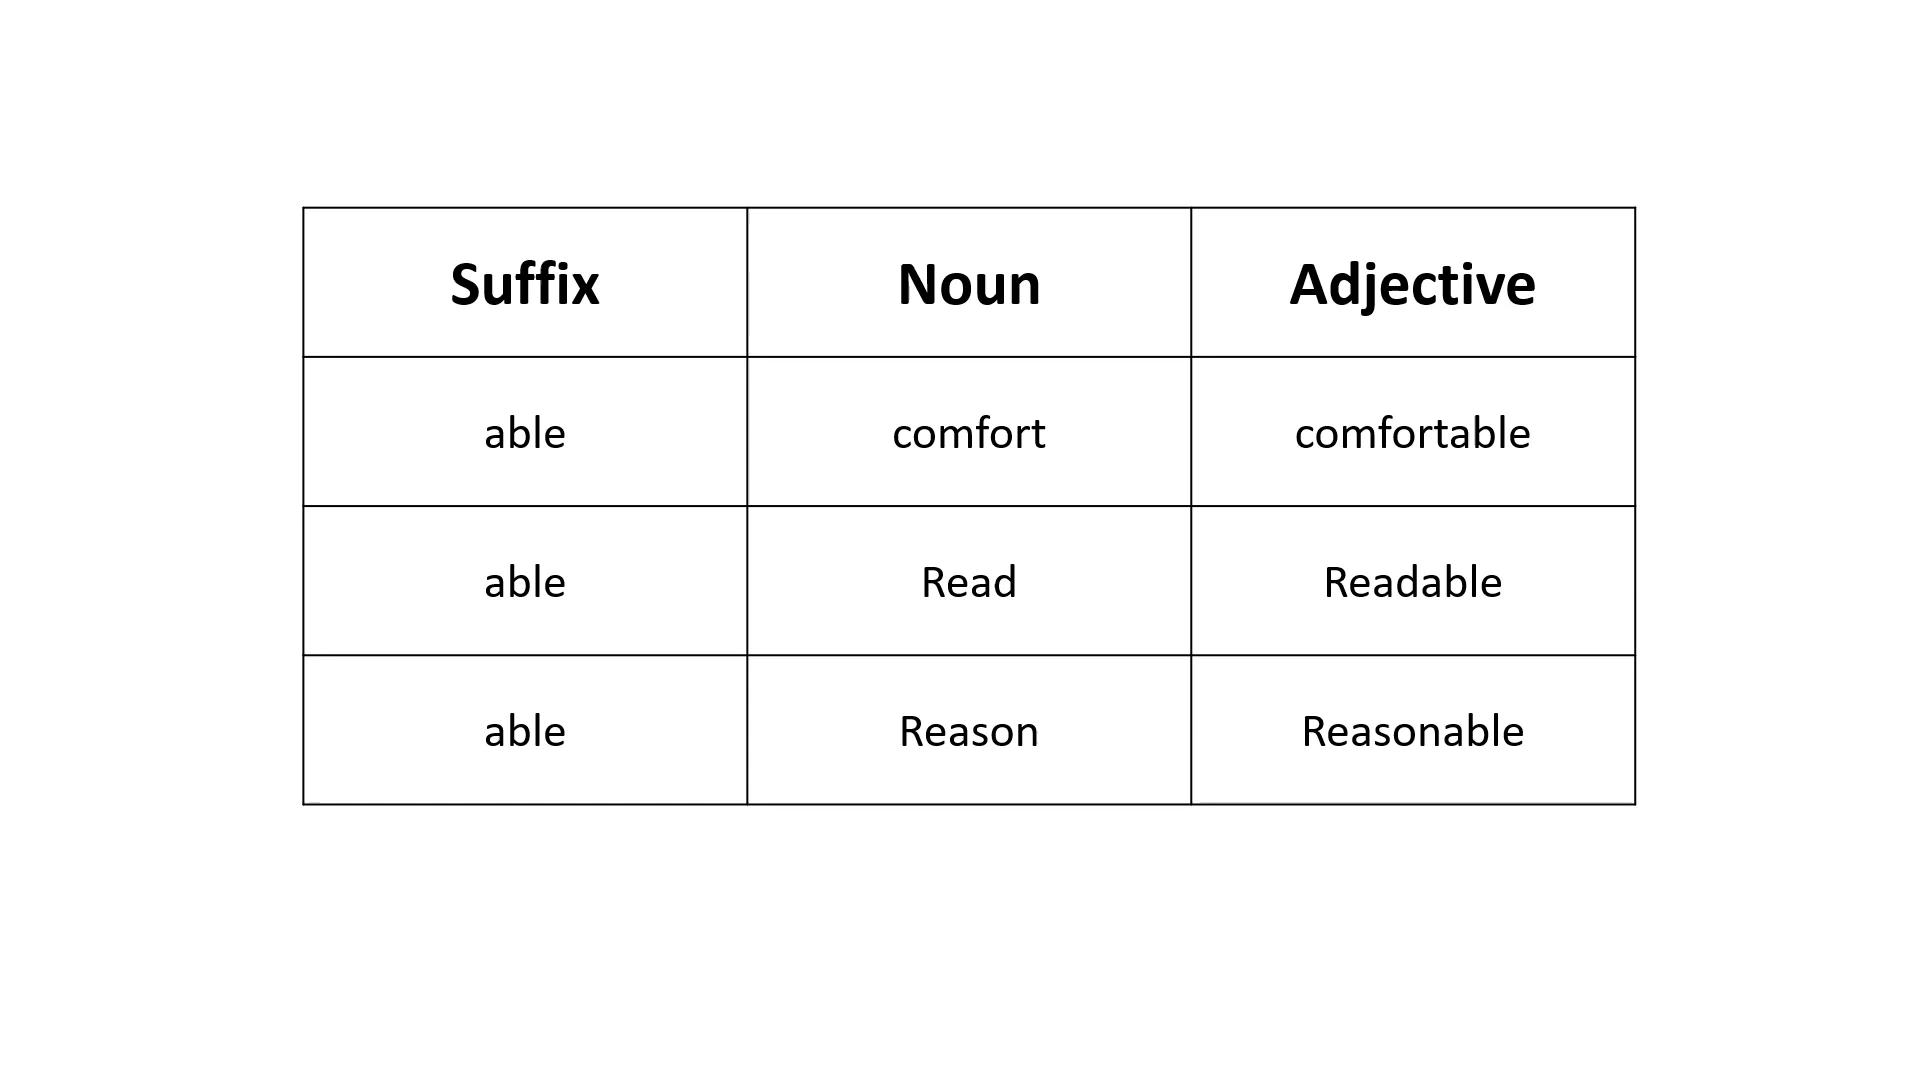 Suffix Noun Adjective
able comfort comfortable
able Read Readable
able Reason Reasonable